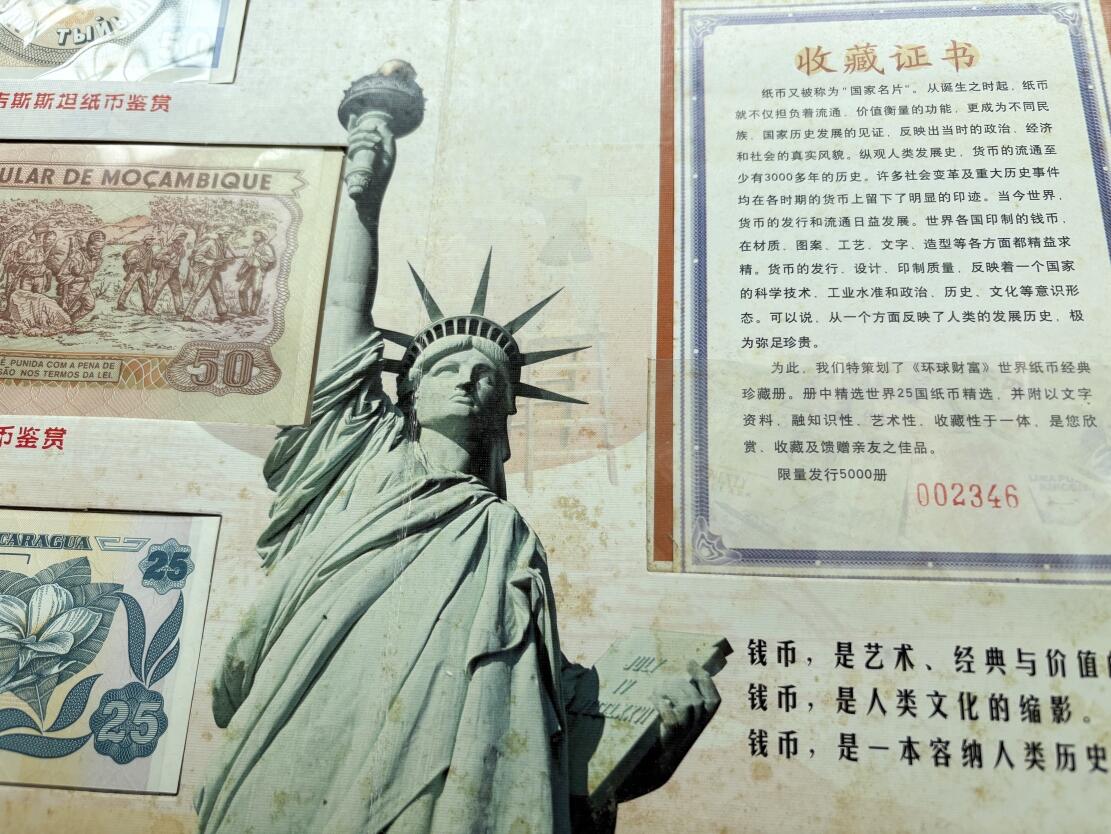 ТЫЙ
50
吉斯斯坦纸币鉴赏
ULAR DE MOÇAMBIQUE
É PUNIDA COM A PENA DE
SÃO NOS TERMOS DA LEI.
50
币鉴赏
CARAGUA
25
25
JULY
IV
收藏证书
纸币又被称为“国家名片”。从诞生之时起，纸币
就不仅担负着流通、价值衡量的功能，更成为不同民
族、国家历史发展的见证，反映出当时的政治、经济
和社会的真实风貌。纵观人类发展史，货币的流通至
少有3000多年的历史。许多社会变革及重大历史事件
均在各时期的货币上留下了明显的印迹。当今世界，
货币的发行和流通日益发展。世界各国印制的钱币，
在材质、图案、工艺、文字、造型等各方面都精益求
精。货币的发行、设计、印制质量，反映着一个国家
的科学技术、工业水准和政治、历史、文化等意识形
态。可以说，从一个方面反映了人类的发展历史，极
为弥足珍贵。
为此，我们特策划了《环球财富》世界纸币经典
珍藏册。册中精选世界25国纸币精选，并附以文字
资料，融知识性、艺术性、收藏性于一体，是您欣
赏、收藏及馈赠亲友之佳品。
限量发行5000册
002346
钱币，是艺术、经典与价值
钱币，是人类文化的缩影。
钱币，是一本容纳人类历史